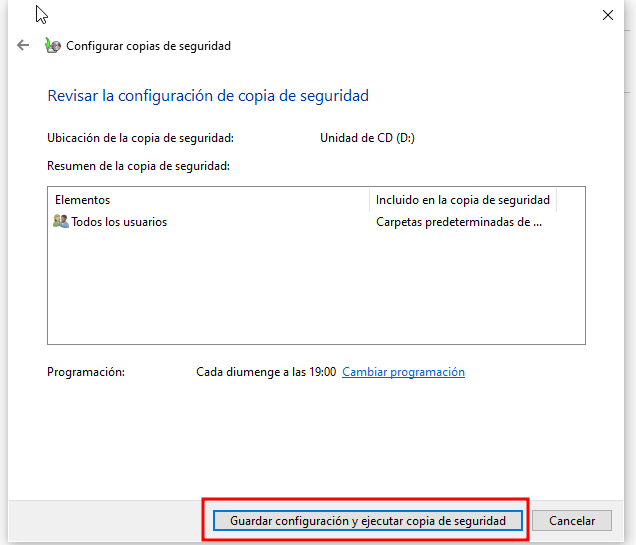 Configurar copias de seguridad
Revisar la configuración de copia de seguridad
Ubicación de la copia de seguridad: Unidad de CD (D:)
Resumen de la copia de seguridad:
Elementos Incluido en la copia de seguridad
Todos los usuarios Carpetas predeterminadas de ...
Programación: Cada diumenge a las 19:00 Cambiar programación
Guardar configuración y ejecutar copia de seguridad Cancelar